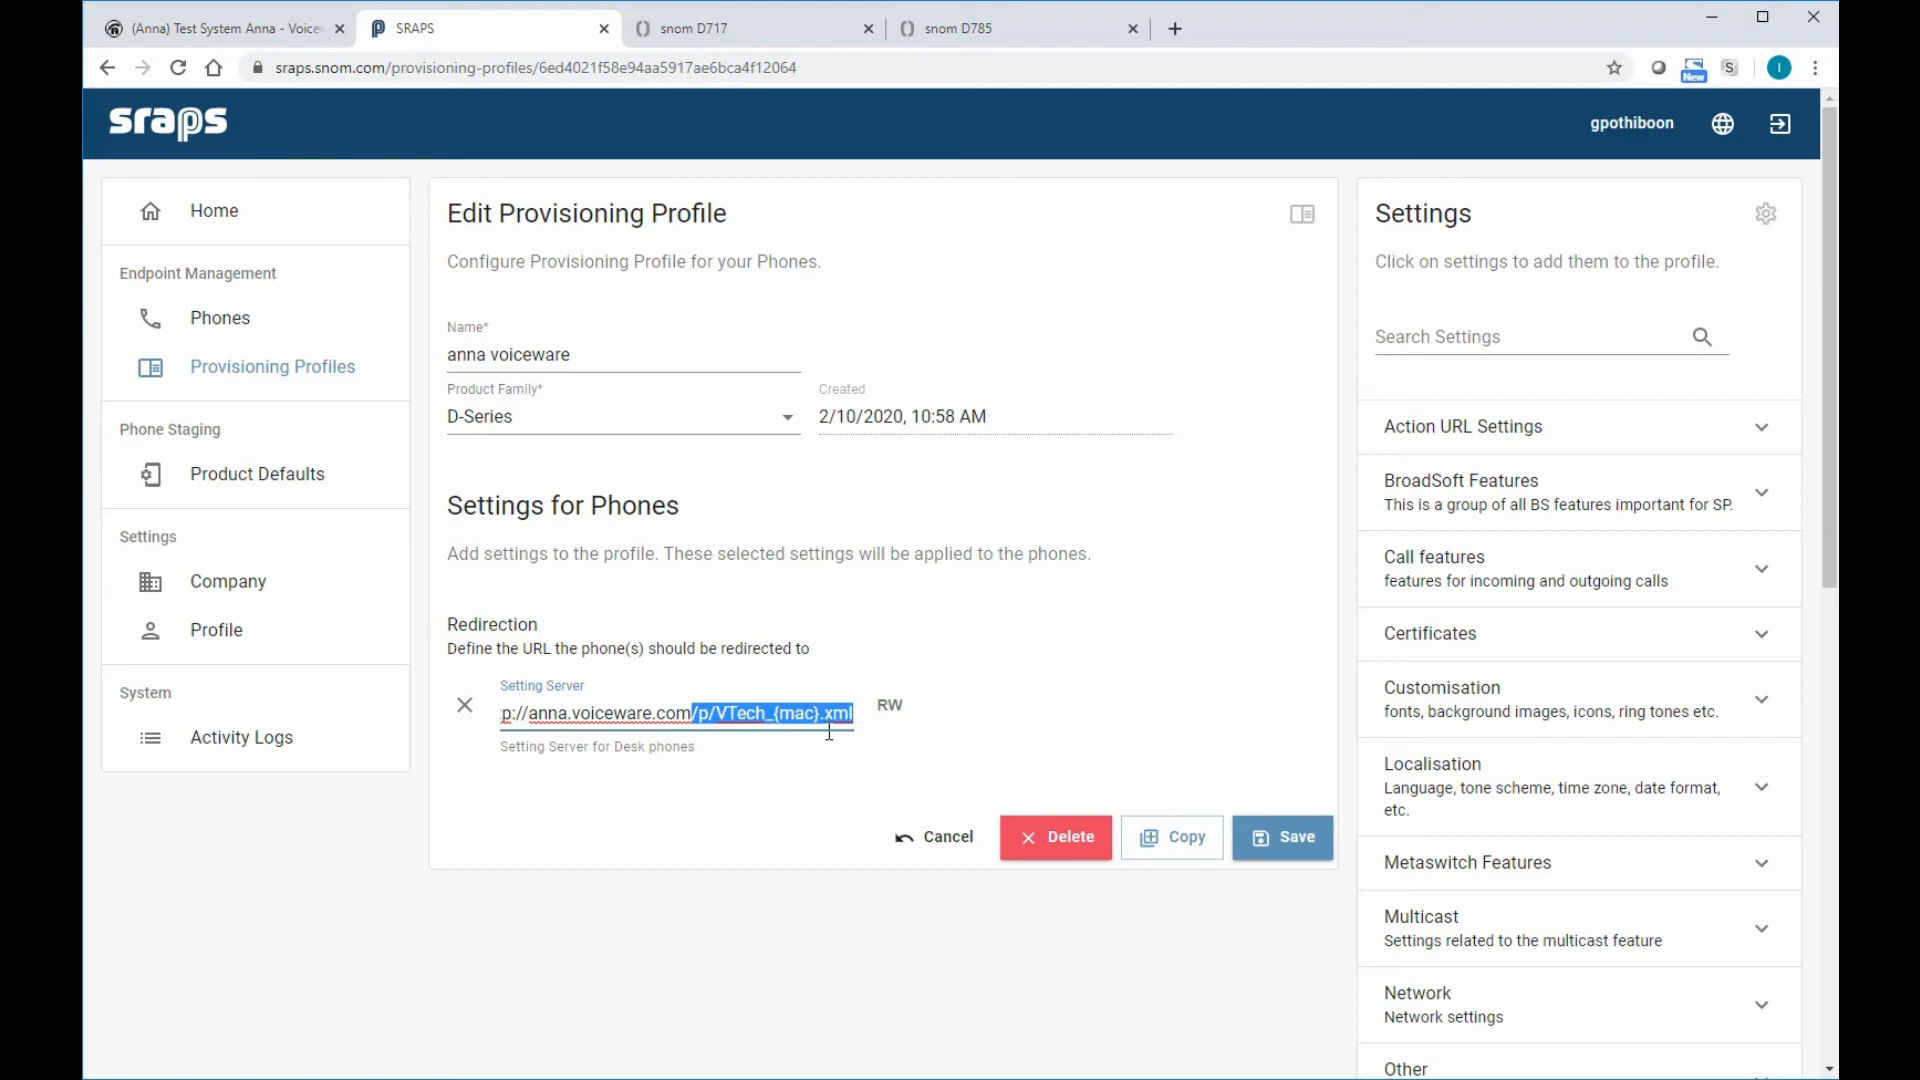 (Anna) Test System Anna - Voicew
SRAPS
snom D717
snom D785
sraps.snom.com/provisioning-profiles/6ed4021f58e94aa5917ae6bca4f12064
New
S
I
sraps
gpothiboon
Home
Endpoint Management
Phones
Provisioning Profiles
Phone Staging
Product Defaults
Settings
Company
Profile
System
Activity Logs
Edit Provisioning Profile
Configure Provisioning Profile for your Phones.
Name*
anna voiceware
Product Family*
Created
D-Series
2/10/2020, 10:58 AM
Settings for Phones
Add settings to the profile. These selected settings will be applied to the phones.
Redirection
Define the URL the phone(s) should be redirected to
Setting Server
p://anna.voiceware.com/p/VTech_{mac}.xml
RW
Setting Server for Desk phones
Cancel
Delete
Copy
Save
Settings
Click on settings to add them to the profile.
Search Settings
Action URL Settings
BroadSoft Features
This is a group of all BS features important for SP.
Call features
features for incoming and outgoing calls
Certificates
Customisation
fonts, background images, icons, ring tones etc.
Localisation
Language, tone scheme, time zone, date format,
etc.
Metaswitch Features
Multicast
Settings related to the multicast feature
Network
Network settings
Other